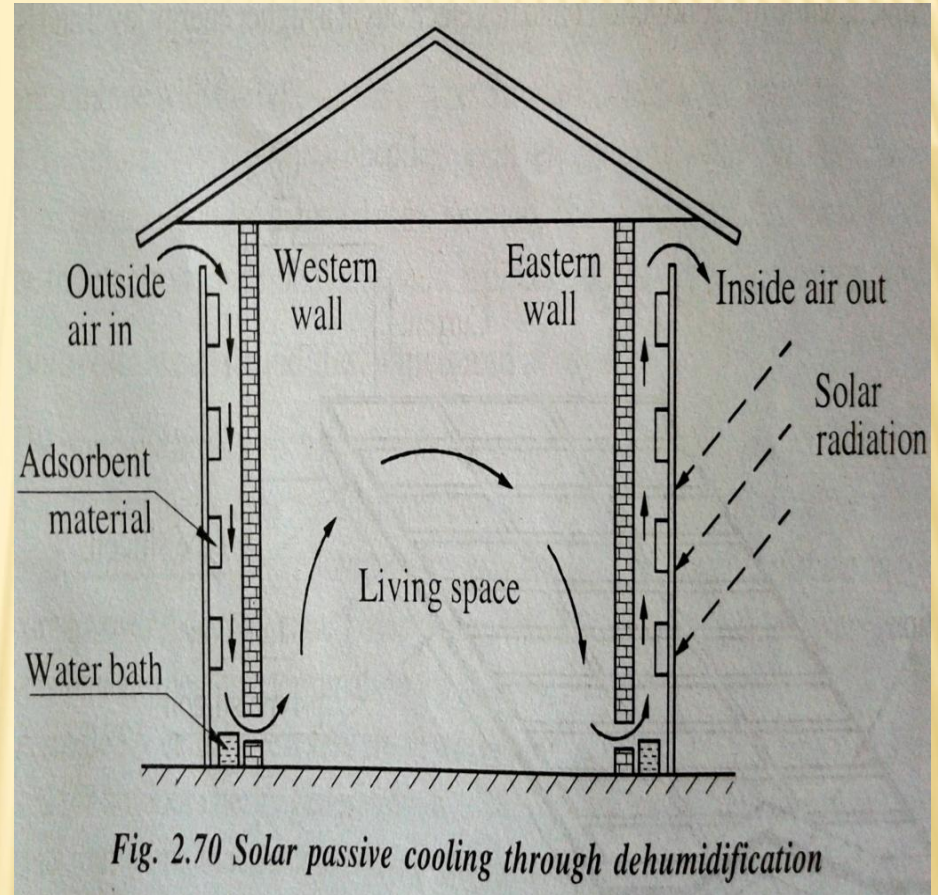 Outside
air in
Western
wall
Eastern
wall
Inside air out
Solar
radiation
Adsorbent
material
Living space
Water bath
Fig. 2.70 Solar passive cooling through dehumidification